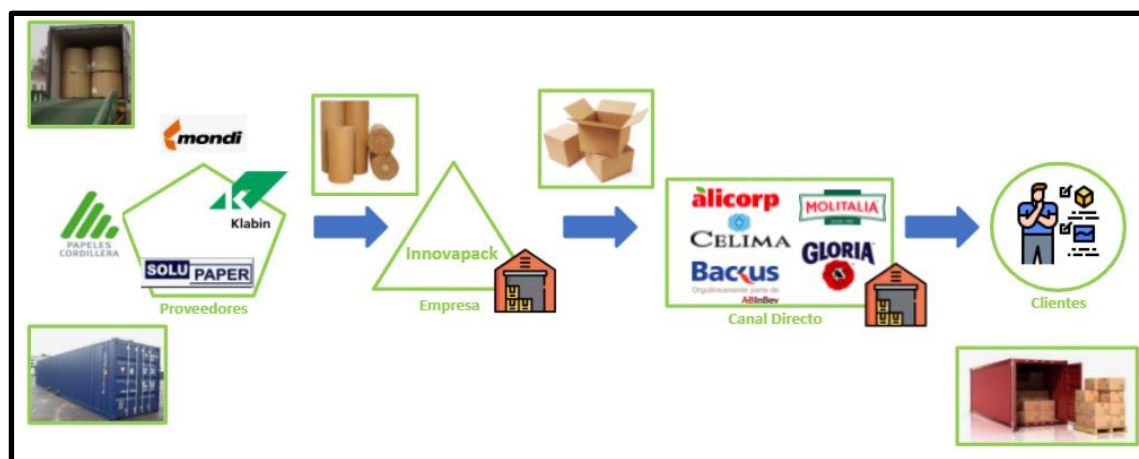 mondi
Klabin
PAPELES
CORDILLERA
SOLU PAPER
Proveedores
Innovapack
Empresa
alicorp
MOLITALIA
CELIMA
GLORIA
Backus
Orgullosamente parte de
ABInBev
Canal Directo
Clientes